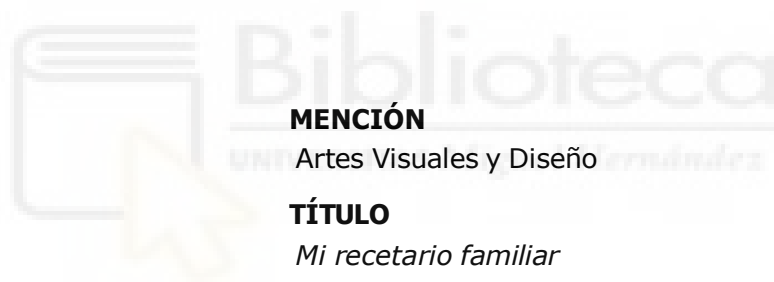 Biblioteca
MENCIÓN
Artes Visuales y Diseño
TÍTULO
Mi recetario familiar